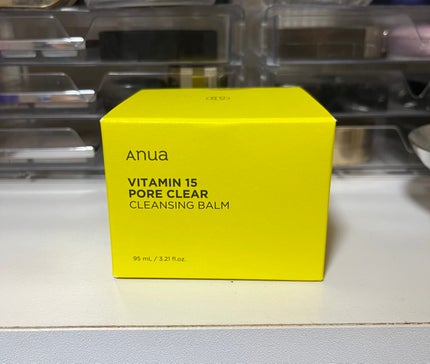 Anua
VITAMIN 15
PORE CLEAR
CLEANSING BALM
95 mL / 3.21 fl.oz.